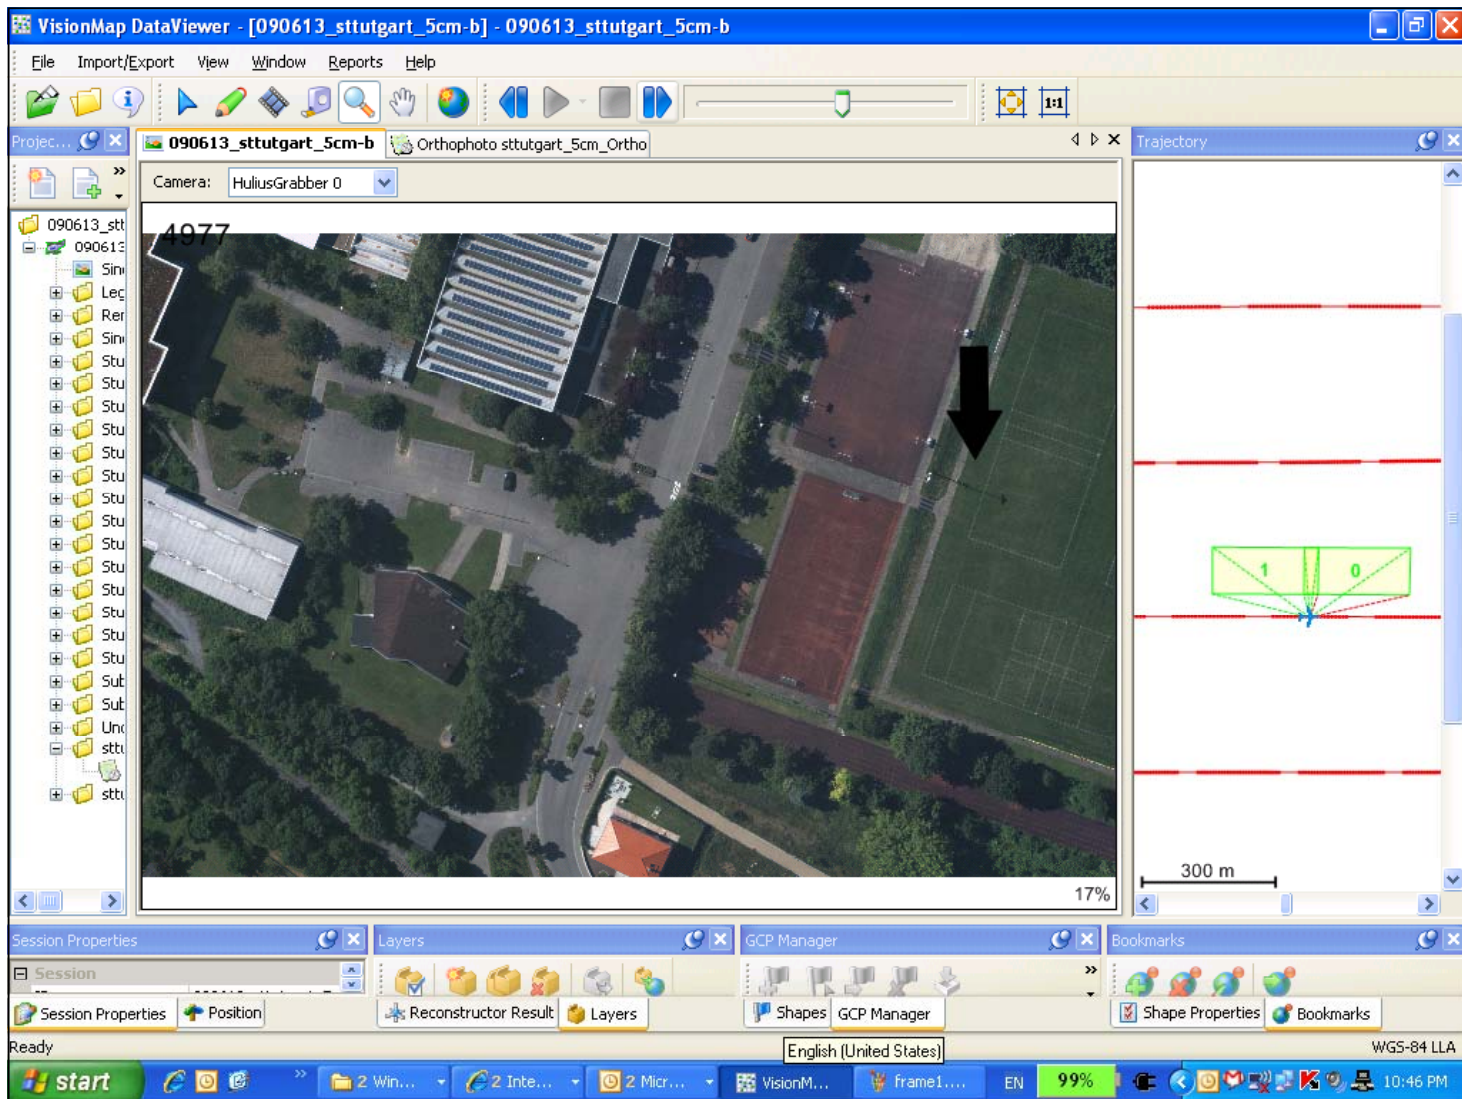 VisionMap DataViewer - [090613_sttutgart_5cm-b] - 090613_sttutgart_5cm-b
File Import/Export View Window Reports Help
1:1
Projec...
090613_sttutgart_5cm-b
Orthophoto sttutgart_5cm_Ortho
Trajectory
Camera: HuliusGrabber 0
4977
090613_stt
090613
Sin
Leg
Rer
Sin
Stu
Stu
Stu
Stu
Stu
Stu
Stu
Stu
Stu
Stu
Stu
Stu
Stu
Stu
Sub
Sub
Und
sttu
sttu
1 0
300 m
17%
Session Properties
Layers
GCP Manager
Bookmarks
Session
Session Properties Position
Reconstructor Result Layers
Shapes GCP Manager
Shape Properties Bookmarks
Ready
English (United States)
WGS-84 LLA
start
2 Win...
2 Inte...
2 Micr...
VisionM...
frame1....
EN
99%
10:46 PM